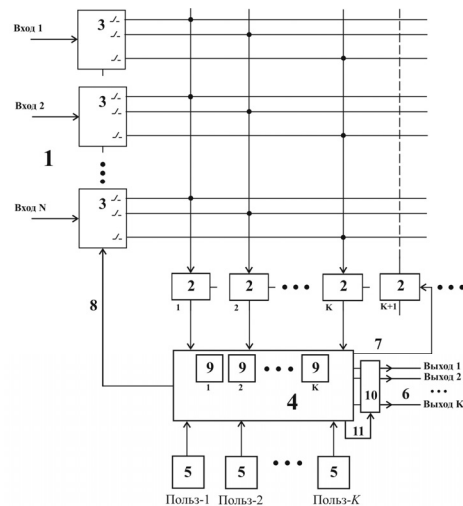 Вход 1
3
Вход 2
3
1
Вход N
3
2 2 2 2
1 2 K K+1
8
7
9 9 9
1 2 K
4
10
Выход 1
Выход 2
6
Выход K
11
5 5 5
Польз-1 Польз-2 Польз-K